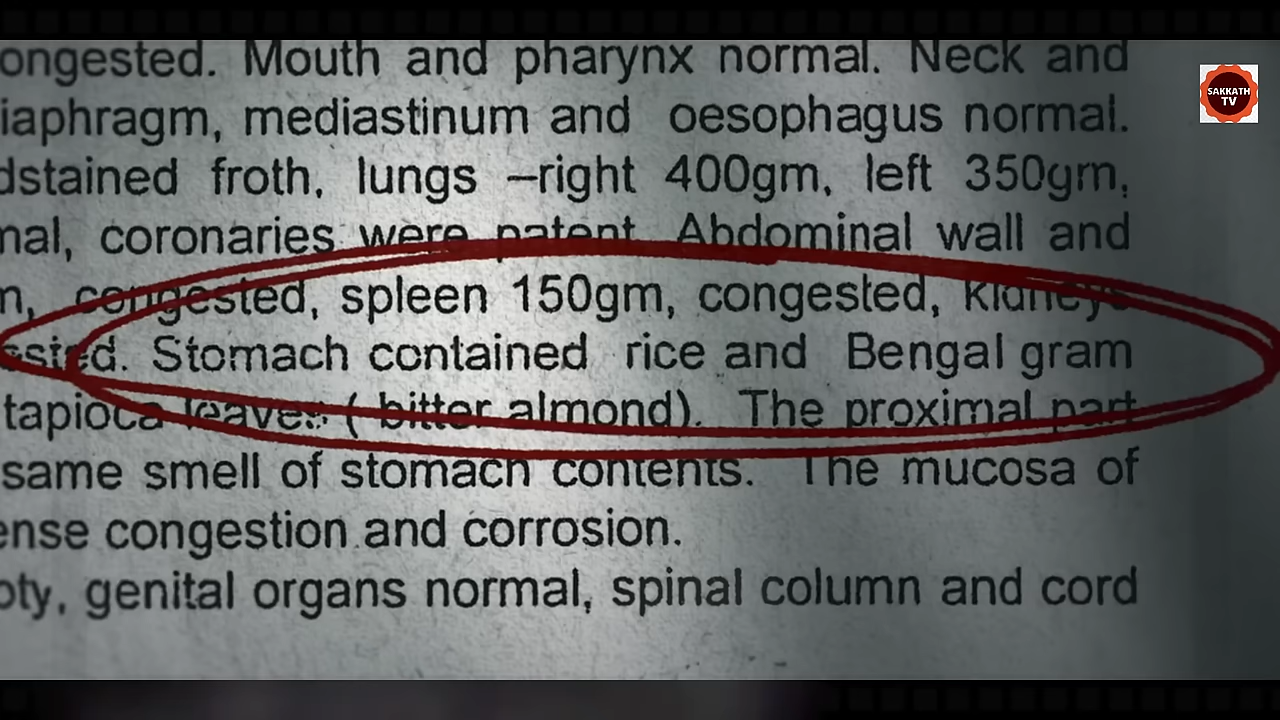 ongested. Mouth and pharynx normal. Neck and
iaphragm, mediastinum and oesophagus normal.
dstained froth, lungs –right 400gm, left 350gm,
mal, coronaries were patent. Abdominal wall and
n, congested, spleen 150gm, congested, kidneys
ested. Stomach contained rice and Bengal gram
tapioca leaves ( bitter almond). The proximal part
same smell of stomach contents. The mucosa of
ense congestion and corrosion.
pty, genital organs normal, spinal column and cord
SAKKATH
TV